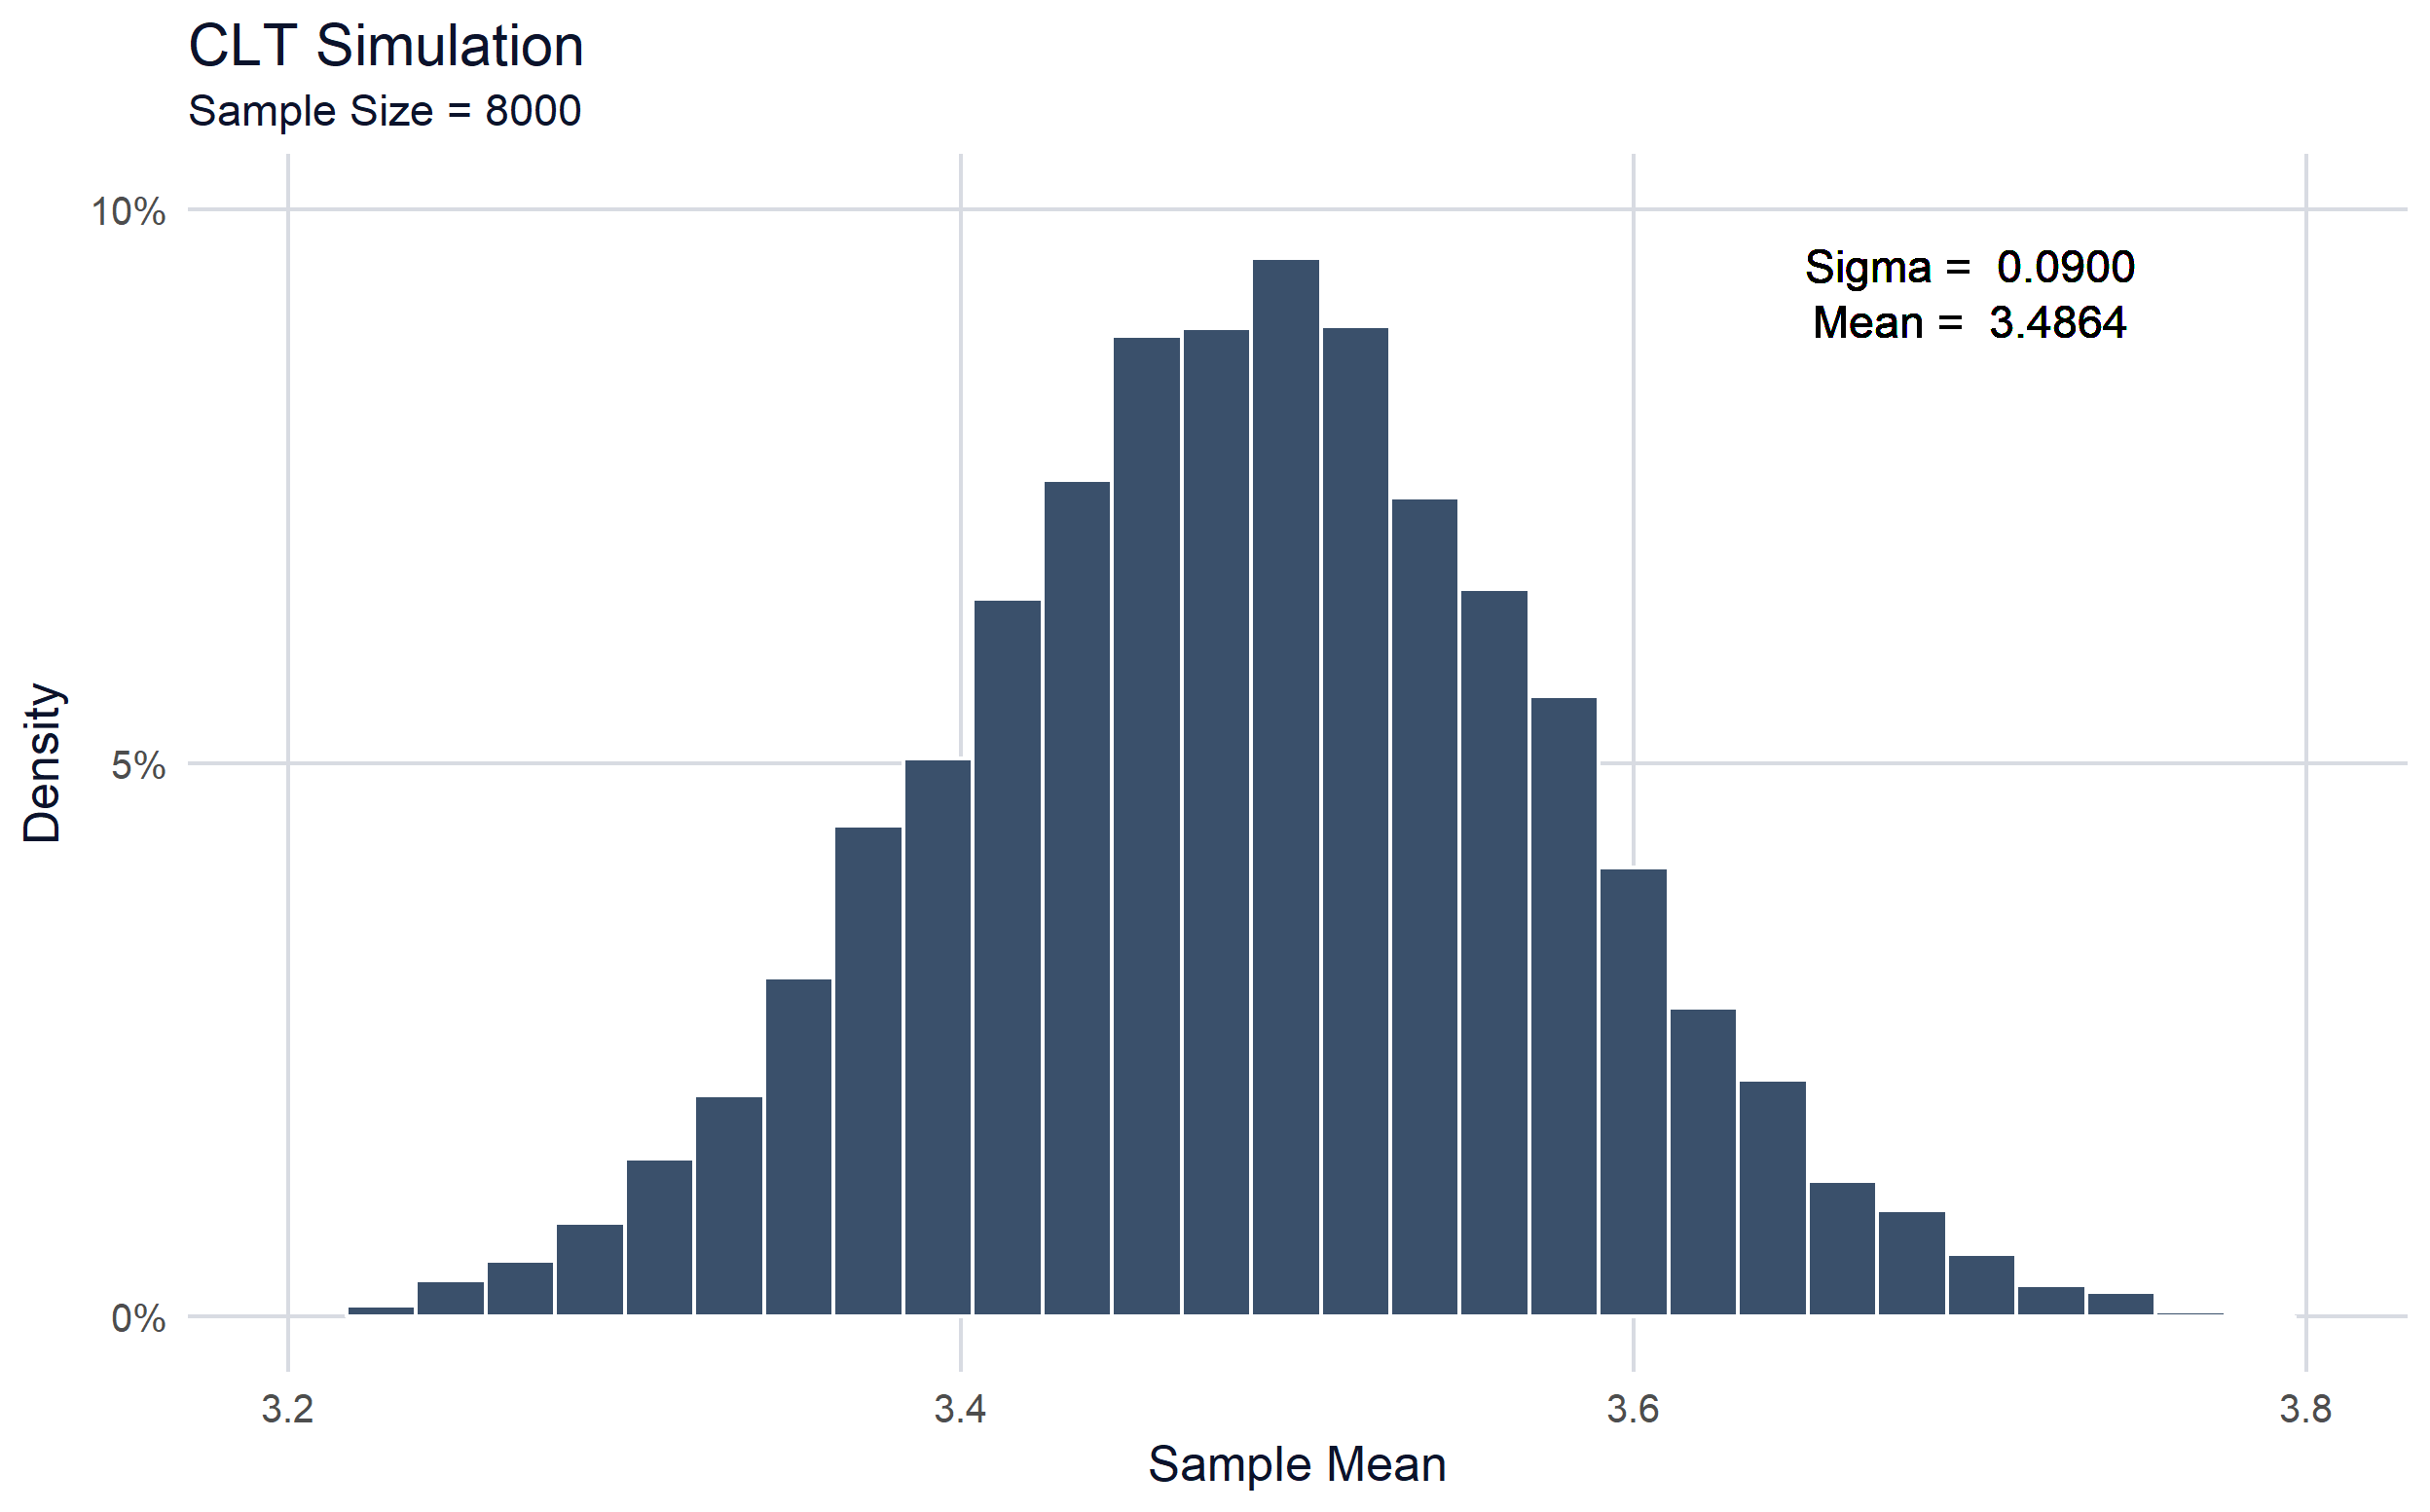 CLT Simulation
Sample Size = 8000
10%
Sigma = 0.0900
Mean = 3.4864
5%
Density
0%
3.2 3.4 3.6 3.8
Sample Mean